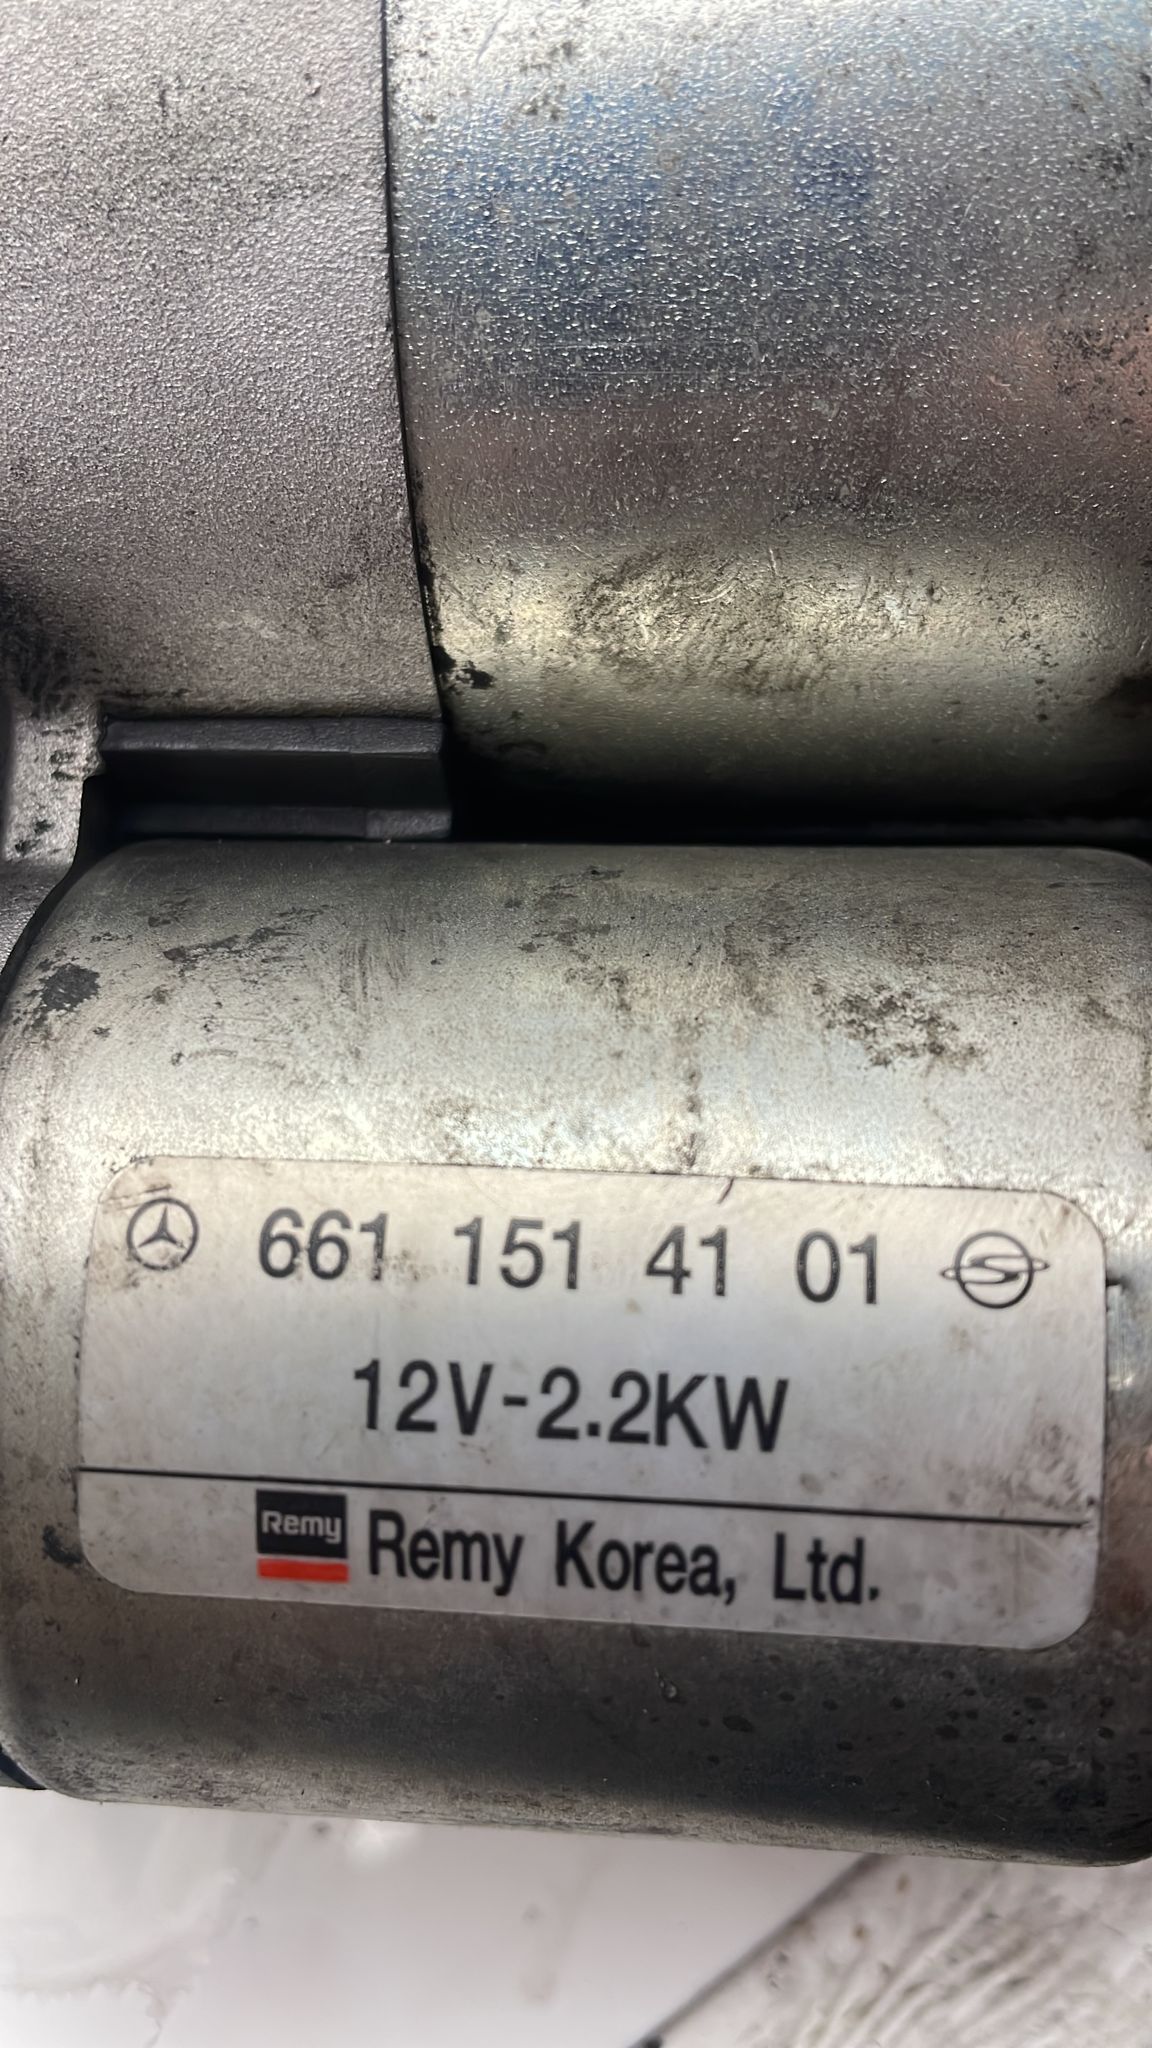 661 151 41 01
12V-2.2KW
Remy Remy Korea, Ltd.